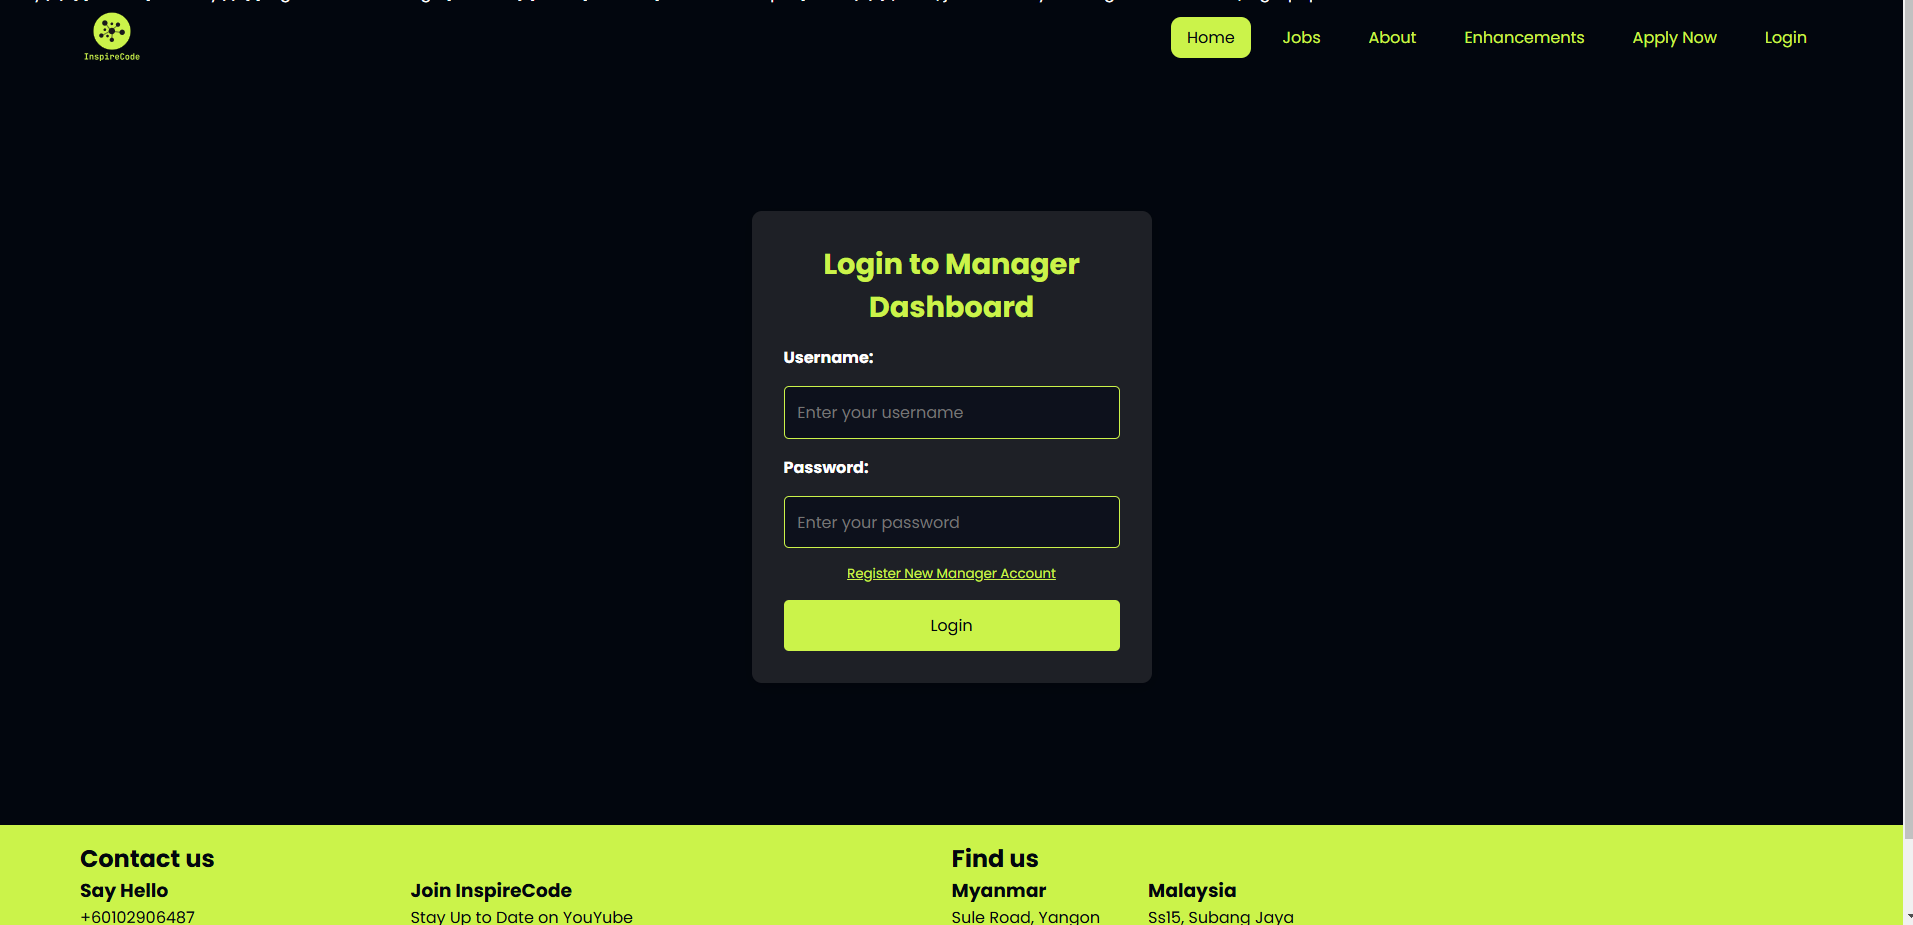 InspireCode
Home
Jobs
About
Enhancements
Apply Now
Login
Login to Manager
Dashboard
Username:
Enter your username
Password:
Enter your password
Register New Manager Account
Login
Contact us
Say Hello
+60102906487
Join InspireCode
Stay Up to Date on YouYube
Find us
Myanmar
Sule Road, Yangon
Malaysia
Ss15, Subang Jaya